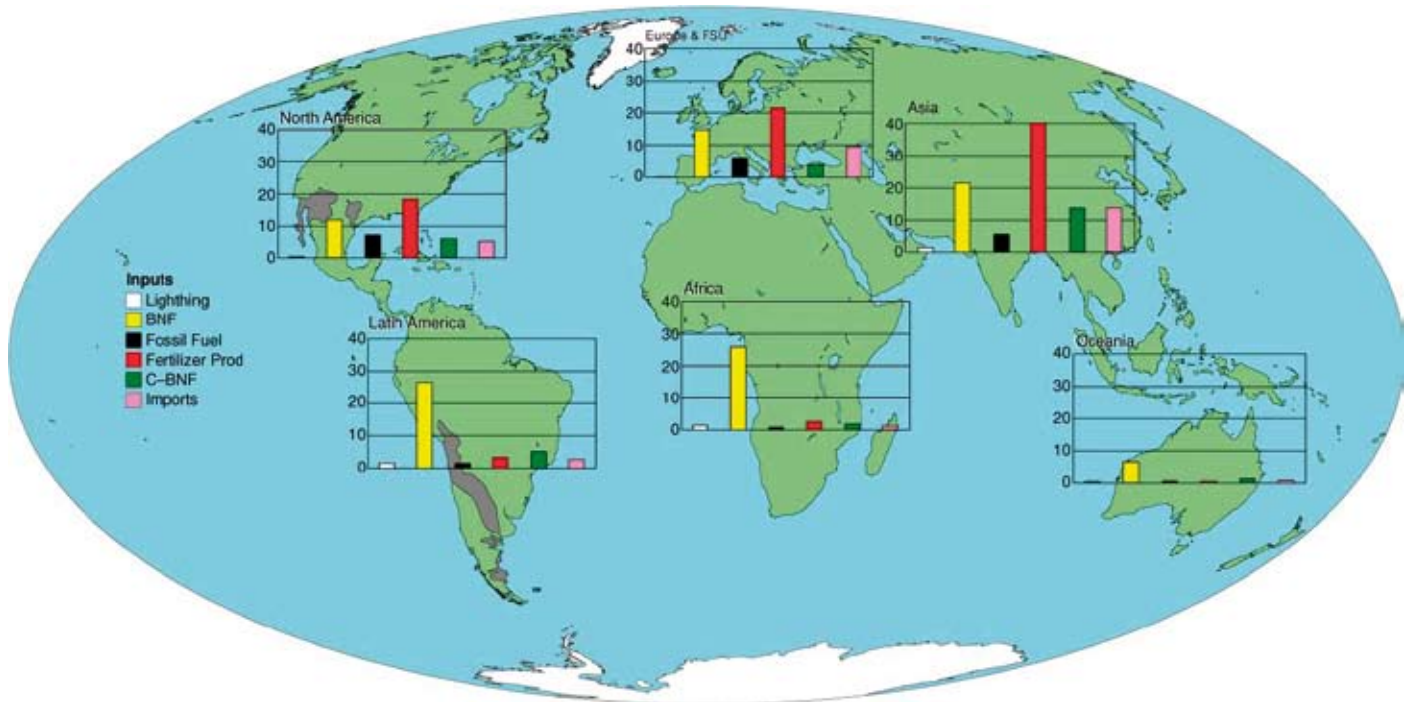 Europe & FSU
40
30
20
10
0
Asia
40
30
20
10
0
North America
40
30
20
10
0
Inputs
Lighthing
BNF
Fossil Fuel
Fertilizer Prod
C–BNF
Imports
Africa
40
30
20
10
0
Latin America
40
30
20
10
0
Oceania
40
30
20
10
0